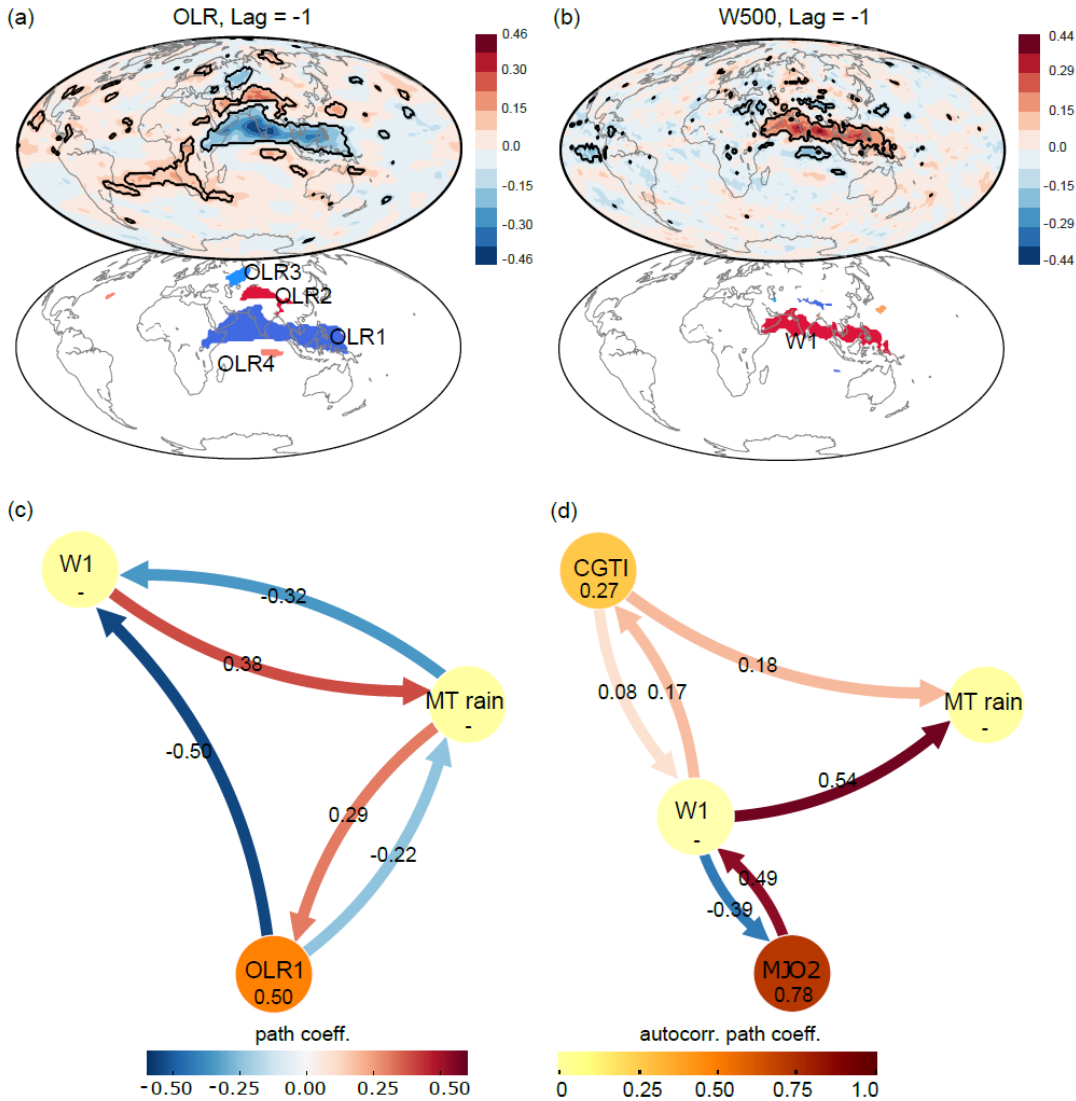 (a)
OLR, Lag = -1
0.46
0.30
0.15
0.0
-0.15
-0.30
-0.46
(b)
W500, Lag = -1
0.44
0.29
0.15
0.0
-0.15
-0.29
-0.44
OLR3
OLR2
OLR1
OLR4
W1
(c)
W1
-
-0.32
0.38
MT rain
-
-0.50
0.29
-0.22
OLR1
0.50
path coeff.
-0.50 -0.25 0.00 0.25 0.50
(d)
CGTI
0.27
0.18
0.08
0.17
MT rain
-
W1
-
0.54
0.49
-0.39
MJO2
0.78
autocorr. path coeff.
0 0.25 0.50 0.75 1.0